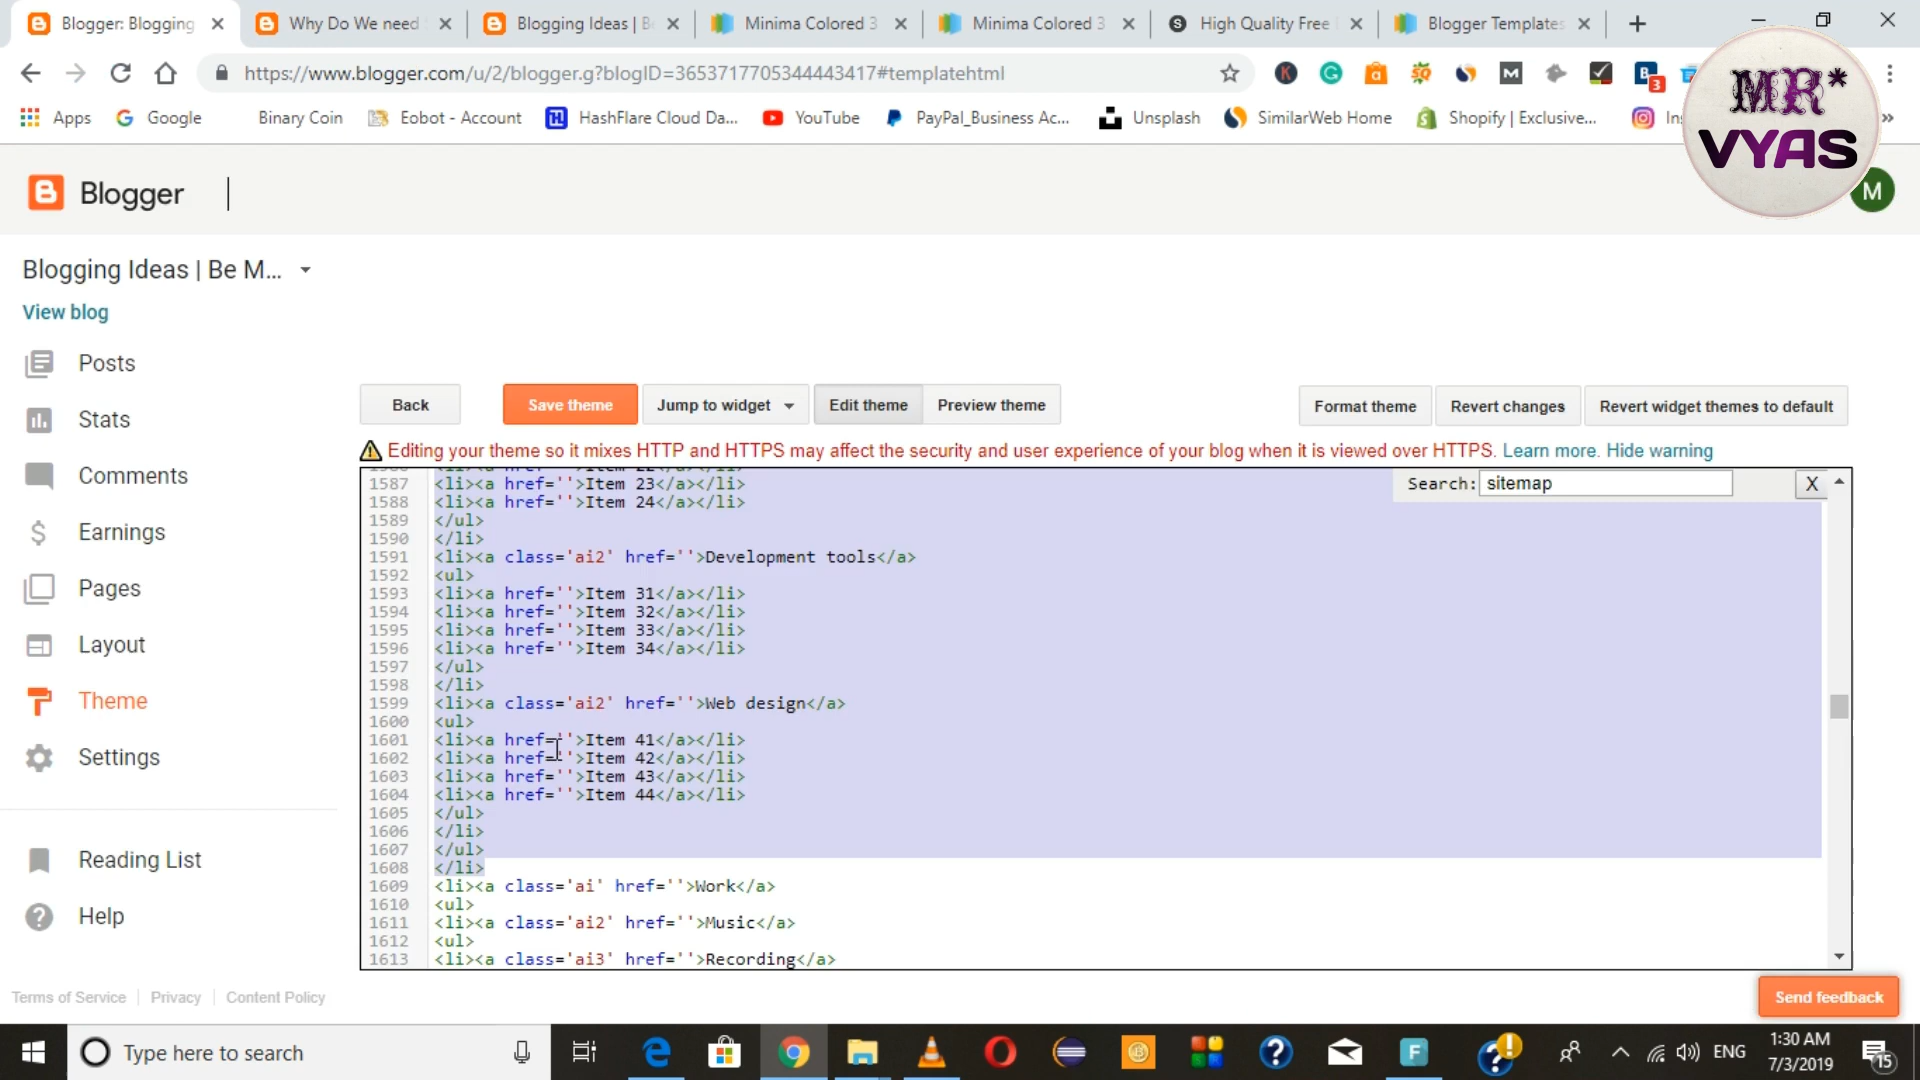 Blogger: Blogging
Why Do We need
Blogging Ideas | Be
Minima Colored 3
Minima Colored 3
High Quality Free
Blogger Templates
https://www.blogger.com/u/2/blogger.g?blogID=3653717705344443417#templatehtml
Apps
Google
Binary Coin
Eobot - Account
HashFlare Cloud Da...
YouTube
PayPal_Business Ac...
Unsplash
SimilarWeb Home
Shopify | Exclusive...
MR*
VYAS
Blogger
M
Blogging Ideas | Be M...
View blog
Posts
Stats
Comments
Earnings
Pages
Layout
Theme
Settings
Reading List
Help
Back
Save theme
Jump to widget
Edit theme
Preview theme
Format theme
Revert changes
Revert widget themes to default
Editing your theme so it mixes HTTP and HTTPS may affect the security and user experience of your blog when it is viewed over HTTPS. Learn more. Hide warning
Search: sitemap
X
1587 <li><a href=''>Item 23</a></li>
1588 <li><a href=''>Item 24</a></li>
1589 </ul>
1590 </li>
1591 <li><a class='ai2' href=''>Development tools</a>
1592 <ul>
1593 <li><a href=''>Item 31</a></li>
1594 <li><a href=''>Item 32</a></li>
1595 <li><a href=''>Item 33</a></li>
1596 <li><a href=''>Item 34</a></li>
1597 </ul>
1598 </li>
1599 <li><a class='ai2' href=''>Web design</a>
1600 <ul>
1601 <li><a href=''>Item 41</a></li>
1602 <li><a href=''>Item 42</a></li>
1603 <li><a href=''>Item 43</a></li>
1604 <li><a href=''>Item 44</a></li>
1605 </ul>
1606 </li>
1607 </ul>
1608 </li>
1609 <li><a class='ai' href=''>Work</a>
1610 <ul>
1611 <li><a class='ai2' href=''>Music</a>
1612 <ul>
1613 <li><a class='ai3' href=''>Recording</a>
Terms of Service
Privacy
Content Policy
Send feedback
Type here to search
ENG
1:30 AM
7/3/2019
15